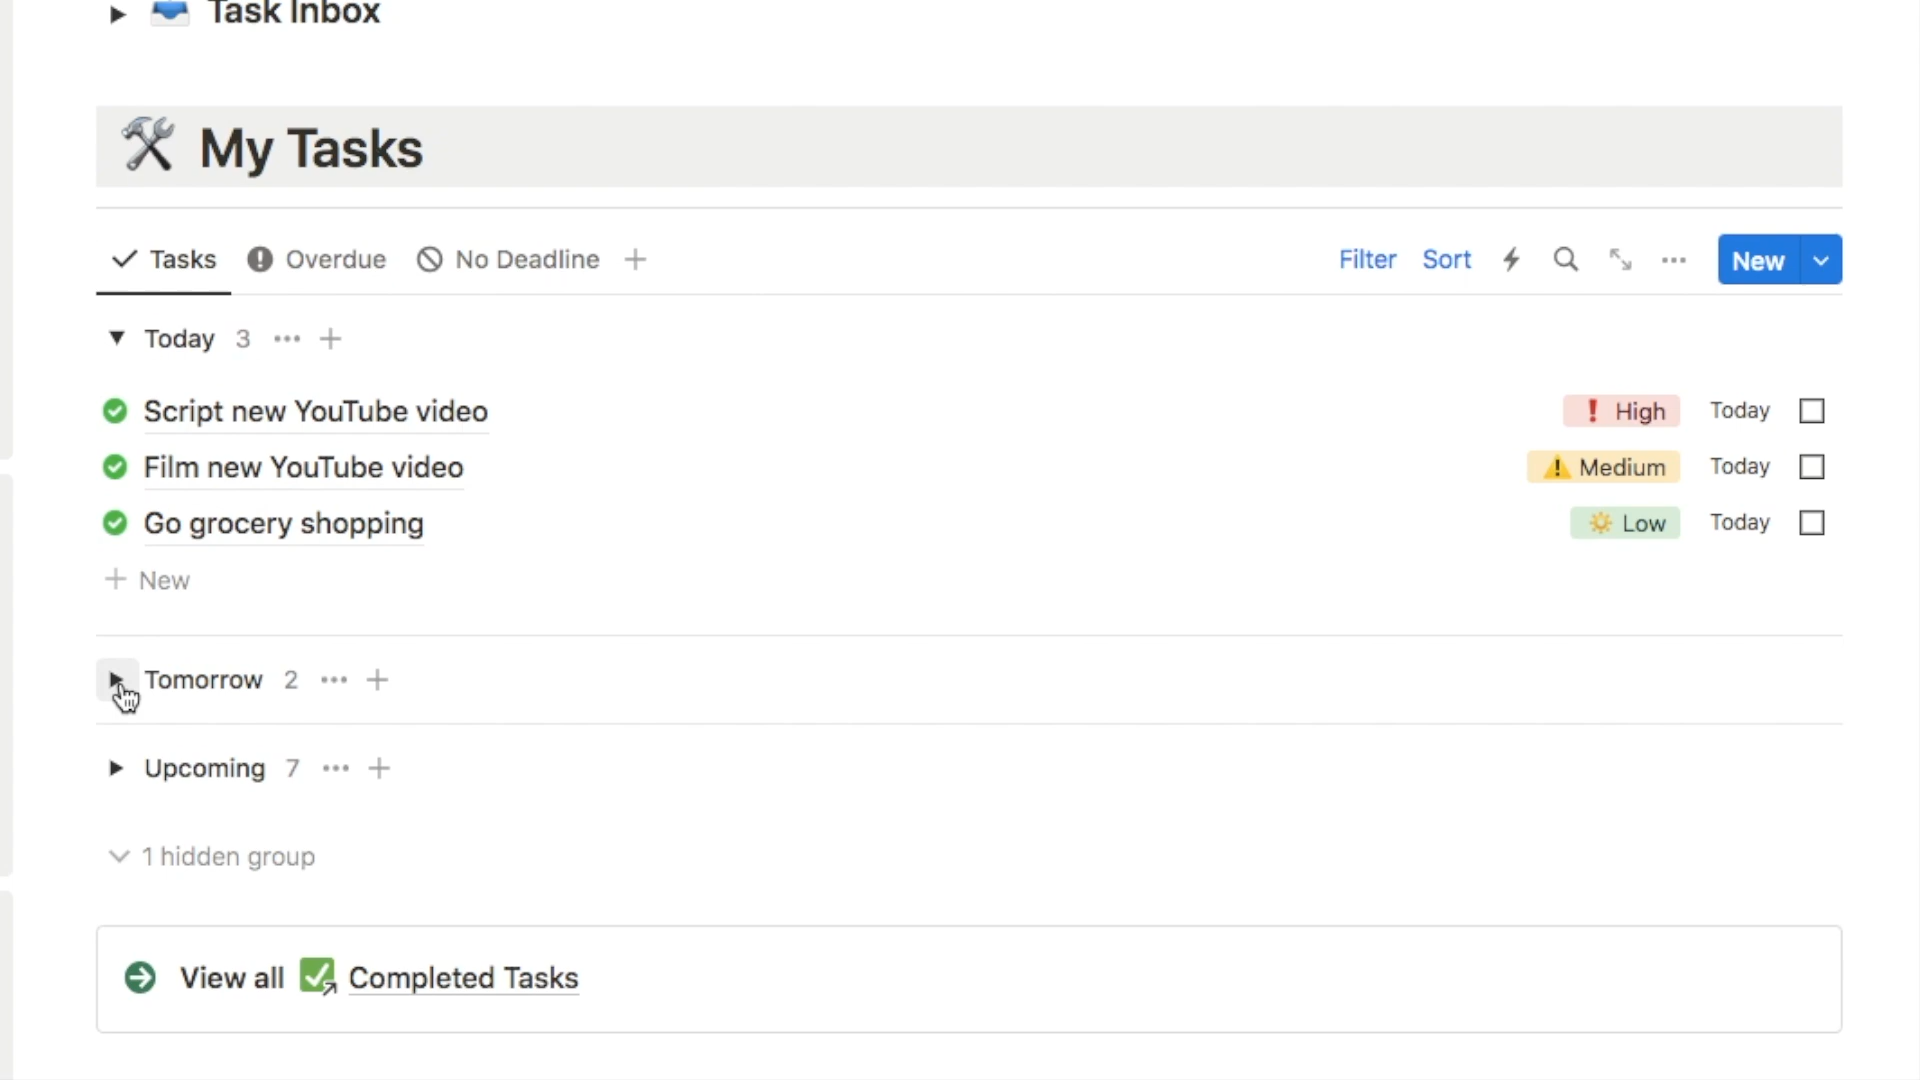 Task Inbox
My Tasks
Tasks Overdue No Deadline Filter Sort New
Today 3
Script new YouTube video High Today
Film new YouTube video Medium Today
Go grocery shopping Low Today
New
Tomorrow 2
Upcoming 7
1 hidden group
View all Completed Tasks